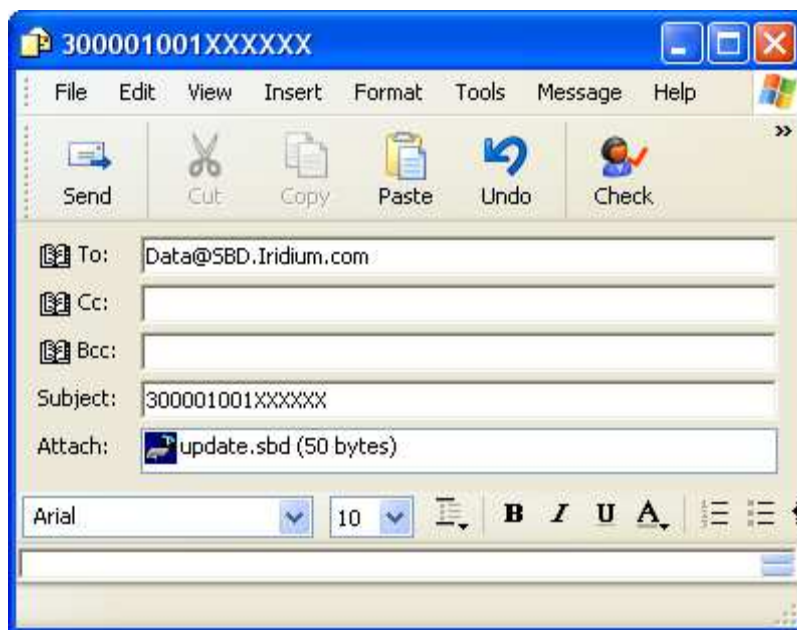 300001001XXXXXX
File Edit View Insert Format Tools Message Help
»
Send Cut Copy Paste Undo Check
To: Data@SBD.Iridium.com
Cc:
Bcc:
Subject: 300001001XXXXXX
Attach: update.sbd (50 bytes)
Arial 10 B I U A